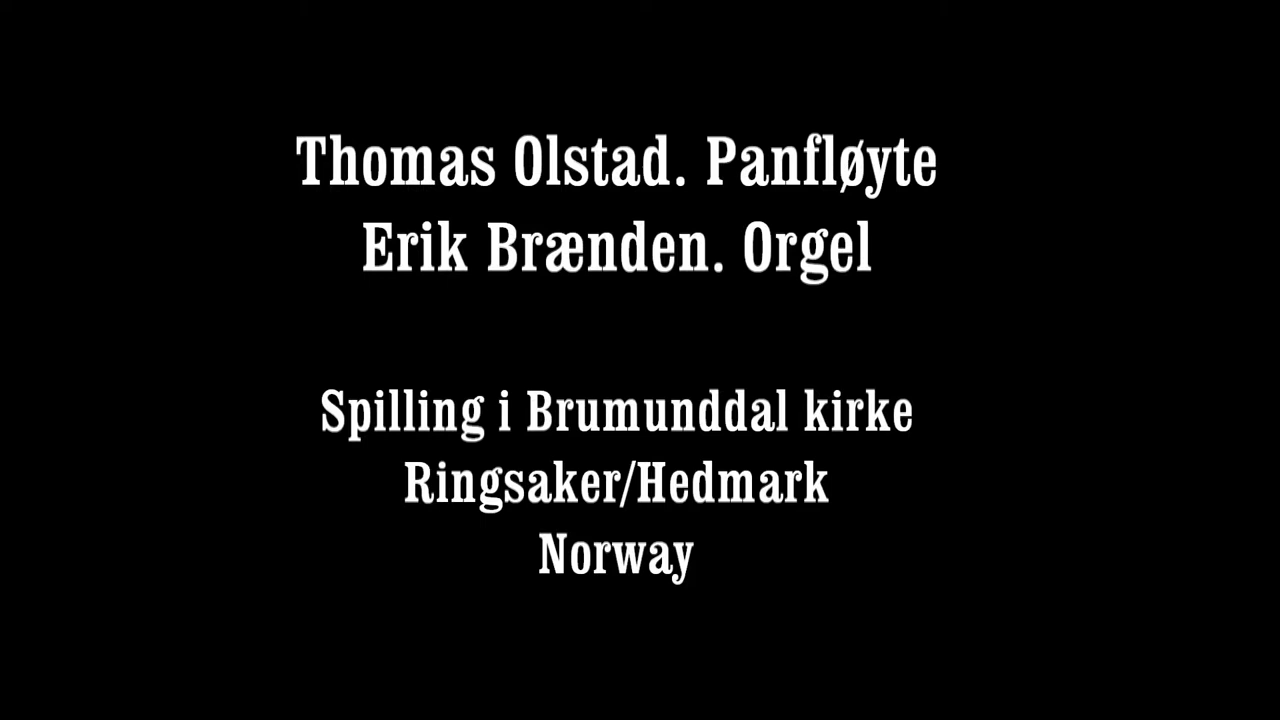 Thomas Olstad. Panfløyte
Erik Brænden. Orgel
Spilling i Brumunddal kirke
Ringsaker/Hedmark
Norway